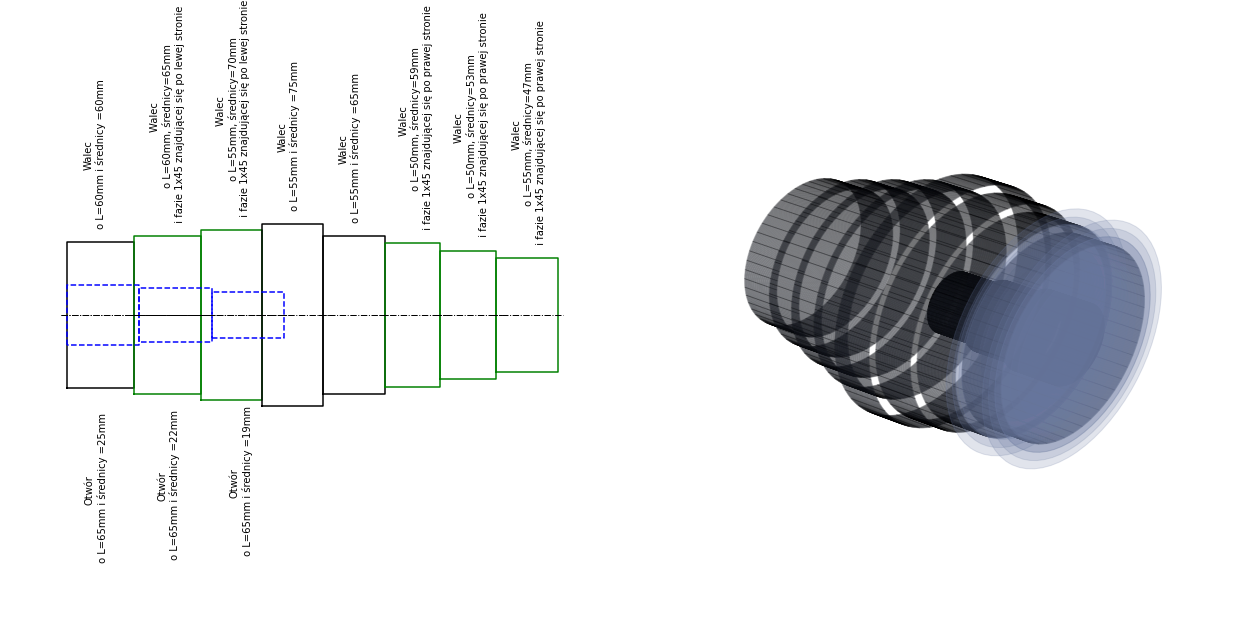 Walec
o L=60mm i średnicy =60mm
Walec
o L=60mm, średnicy=65mm
i fazie 1x45 znajdującej się po lewej stronie
Walec
o L=55mm, średnicy=70mm
i fazie 1x45 znajdującej się po lewej stronie
Walec
o L=55mm i średnicy =75mm
Walec
o L=55mm i średnicy =65mm
Walec
o L=50mm, średnicy=59mm
i fazie 1x45 znajdującej się po prawej stronie
Walec
o L=50mm, średnicy=53mm
i fazie 1x45 znajdującej się po prawej stronie
Walec
o L=55mm, średnicy=47mm
i fazie 1x45 znajdującej się po prawej stronie
Otwór
o L=65mm i średnicy =25mm
Otwór
o L=65mm i średnicy =22mm
Otwór
o L=65mm i średnicy =19mm